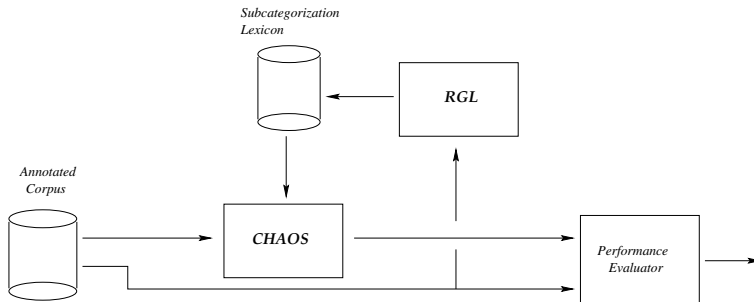 Subcategorization
Lexicon
RGL
Annotated
Corpus
CHAOS
Performance
Evaluator